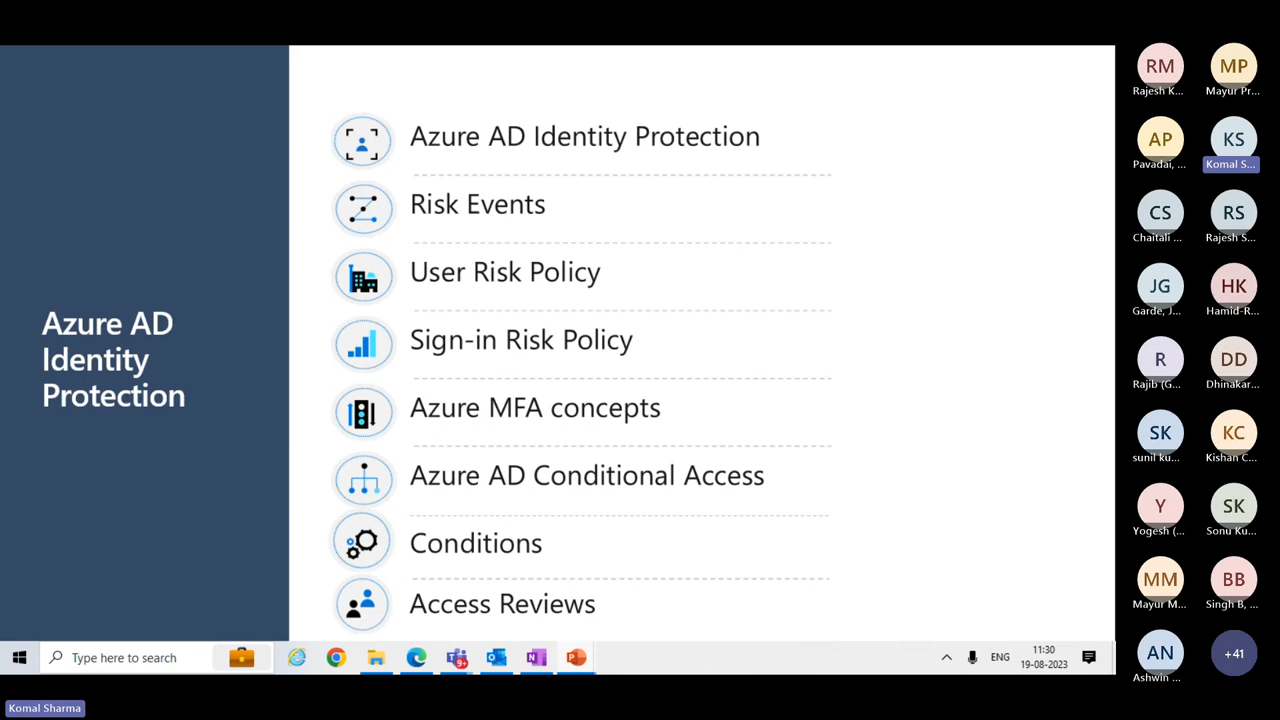 Azure AD
Identity
Protection
Azure AD Identity Protection
Risk Events
User Risk Policy
Sign-in Risk Policy
Azure MFA concepts
Azure AD Conditional Access
Conditions
Access Reviews
RM
Rajesh K...
MP
Mayur Pr...
AP
Pavadai, ...
KS
Komal S...
CS
Chaitali ...
RS
Rajesh S...
JG
Garde, J...
HK
Hamid-R...
R
Rajib (G...
DD
Dhinakar...
SK
sunil ku...
KC
Kishan C...
Y
Yogesh (...
SK
Sonu Ku...
MM
Mayur M...
BB
Singh B, ...
AN
Ashwin ...
+41
Type here to search
9+
ENG
11:30
19-08-2023
Komal Sharma